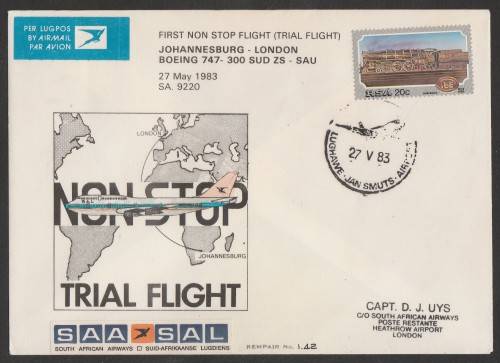 PER LUGPOS
BY AIRMAIL
PAR AVION
FIRST NON STOP FLIGHT (TRIAL FLIGHT)
JOHANNESBURG - LONDON
BOEING 747- 300 SUD ZS - SAU
27 May 1983
SA. 9220
RSA 20c
27 V 83
LUGHAWE · JAN SMUTS · AIRPORT
LONDON
NON STOP
JOHANNESBURG
TRIAL FLIGHT
SAA SAL
SOUTH AFRICAN AIRWAYS SUID-AFRIKAANSE LUGDIENS
REMPAIR No. 1.42
CAPT. D. J. UYS
C/O SOUTH AFRICAN AIRWAYS
POSTE RESTANTE
HEATHROW AIRPORT
LONDON